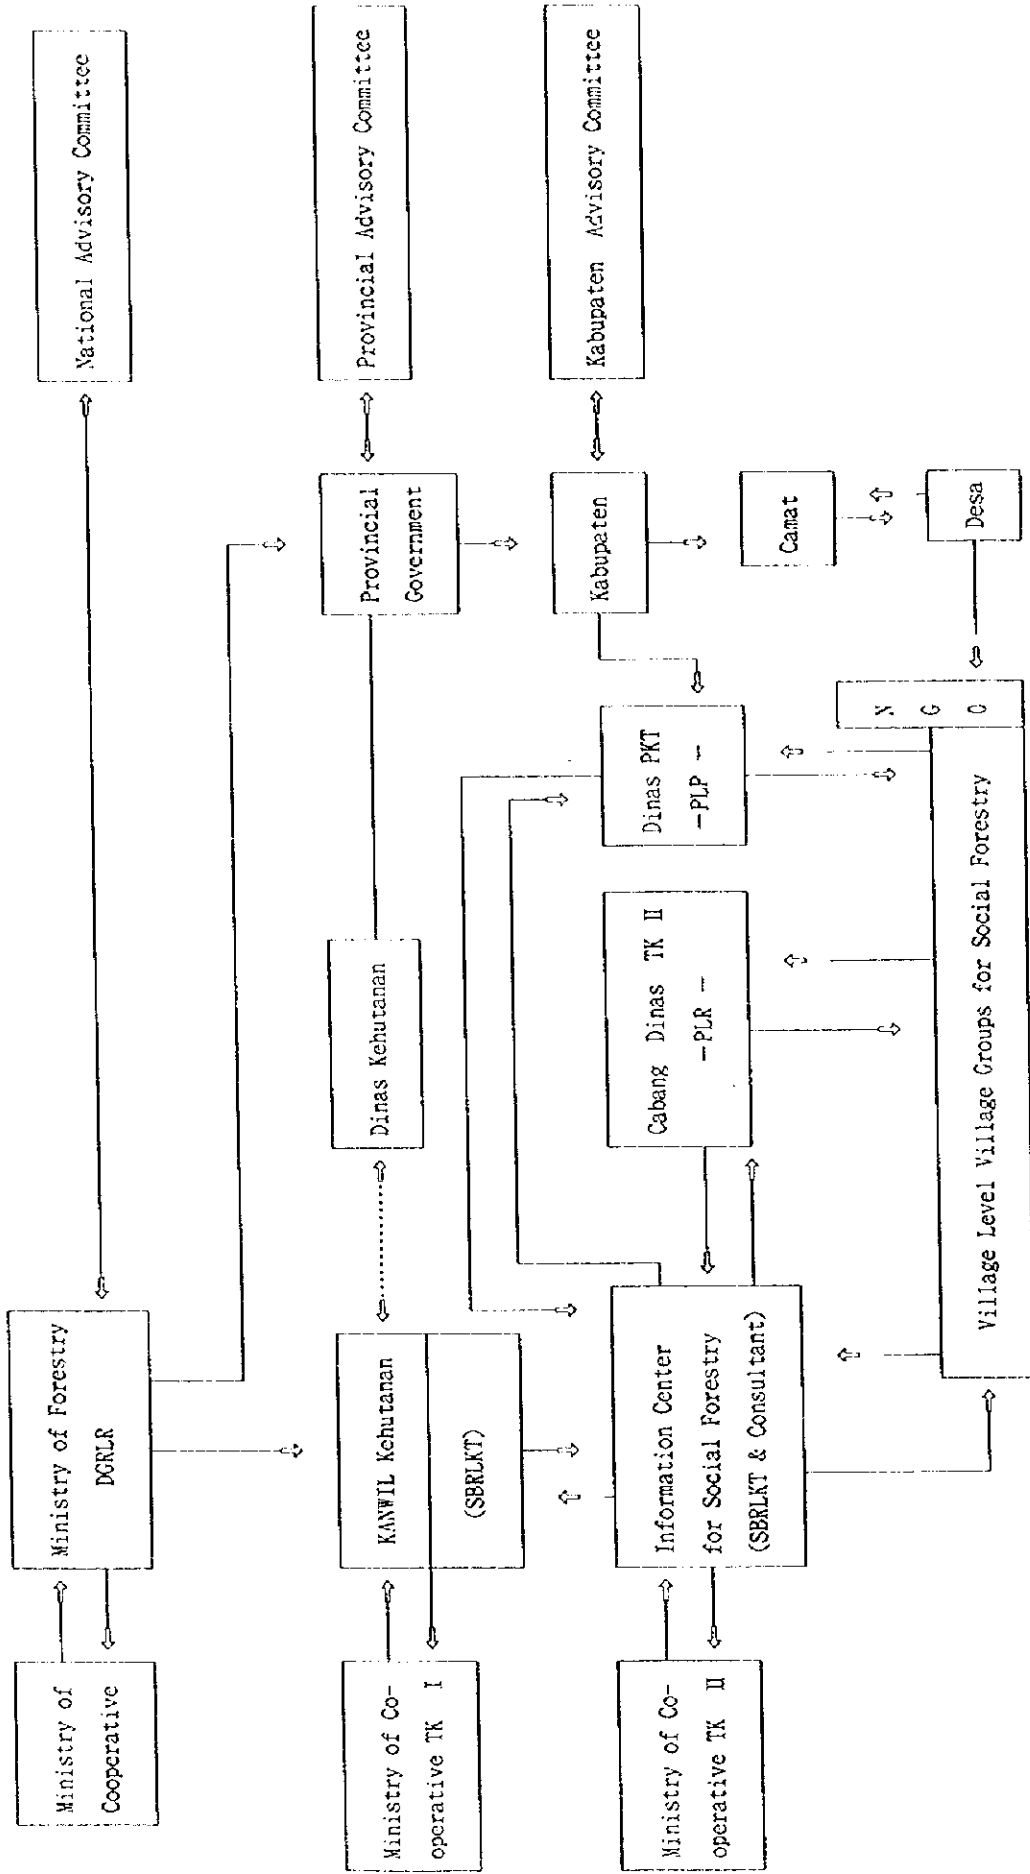 Ministry of
Cooperative
Ministry of Forestry
DGRLR
National Advisory Committee
Ministry of Co-
operative TK I
KANWIL Kehutanan
(SBRLKT)
Dinas Kehutanan
Provincial
Government
Provincial Advisory Committee
Ministry of Co-
operative TK II
Information Center
for Social Forestry
(SBRLKT & Consultant)
Cabang Dinas TK II
-PLR -
Dinas PKT
-PLP -
Kabupaten
Kabupaten Advisory Committee
Camat
Desa
Village Level Village Groups for Social Forestry
N G O